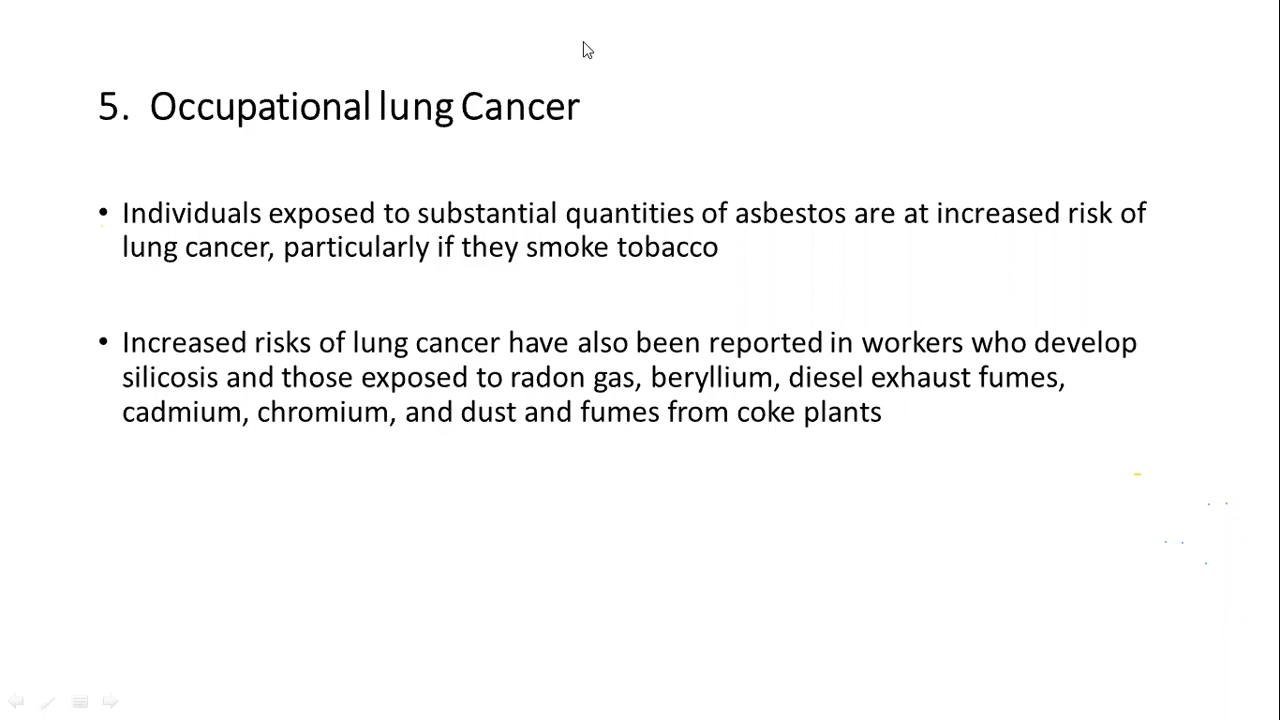 5. Occupational lung Cancer
• Individuals exposed to substantial quantities of asbestos are at increased risk of
lung cancer, particularly if they smoke tobacco
• Increased risks of lung cancer have also been reported in workers who develop
silicosis and those exposed to radon gas, beryllium, diesel exhaust fumes,
cadmium, chromium, and dust and fumes from coke plants